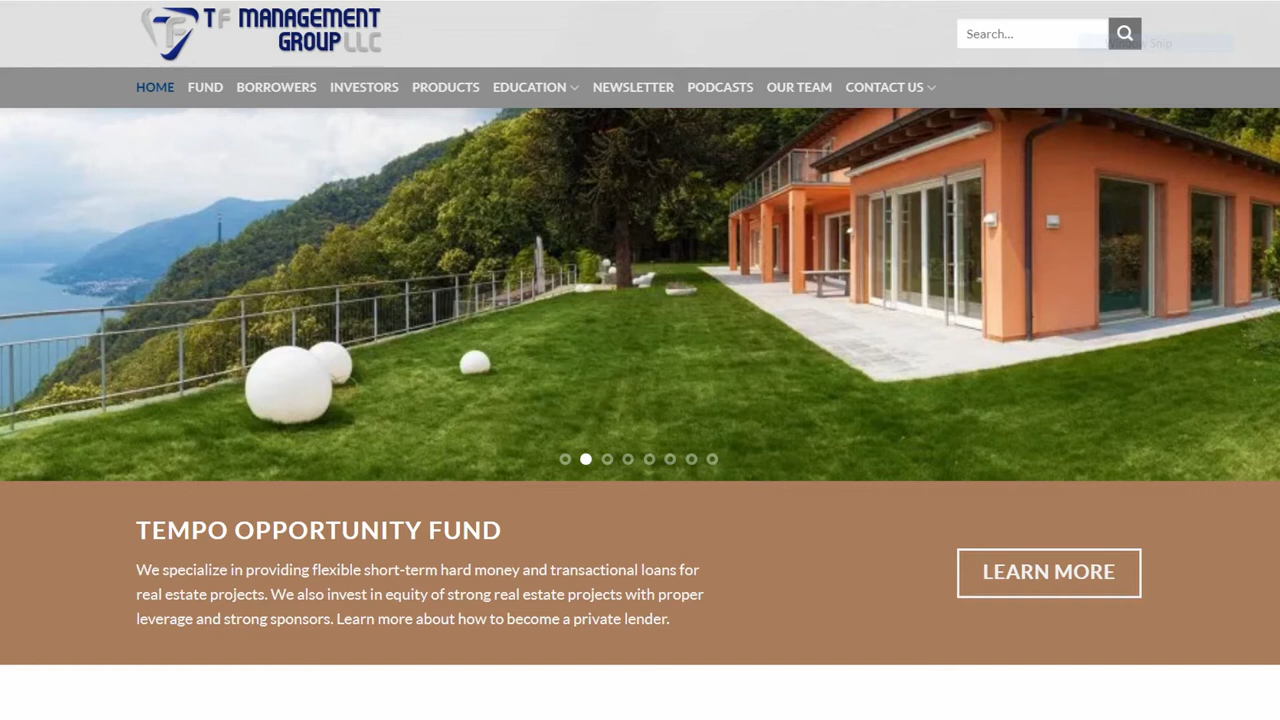 TF MANAGEMENT
GROUP LLC
Search...
HOME FUND BORROWERS INVESTORS PRODUCTS EDUCATION NEWSLETTER PODCASTS OUR TEAM CONTACT US
TEMPO OPPORTUNITY FUND
We specialize in providing flexible short-term hard money and transactional loans for
real estate projects. We also invest in equity of strong real estate projects with proper
leverage and strong sponsors. Learn more about how to become a private lender.
LEARN MORE